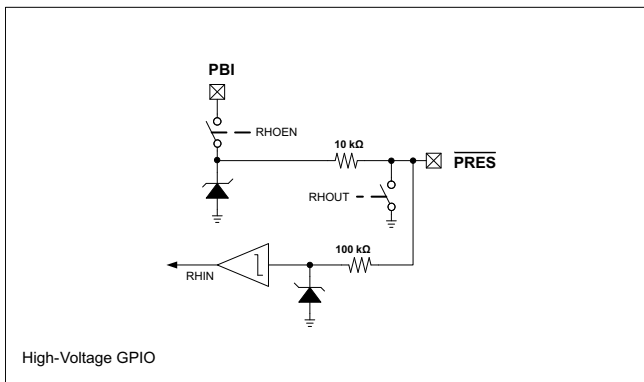 PBI
RHOEN
10 kΩ
PRES
RHOUT
100 kΩ
RHIN
High-Voltage GPIO